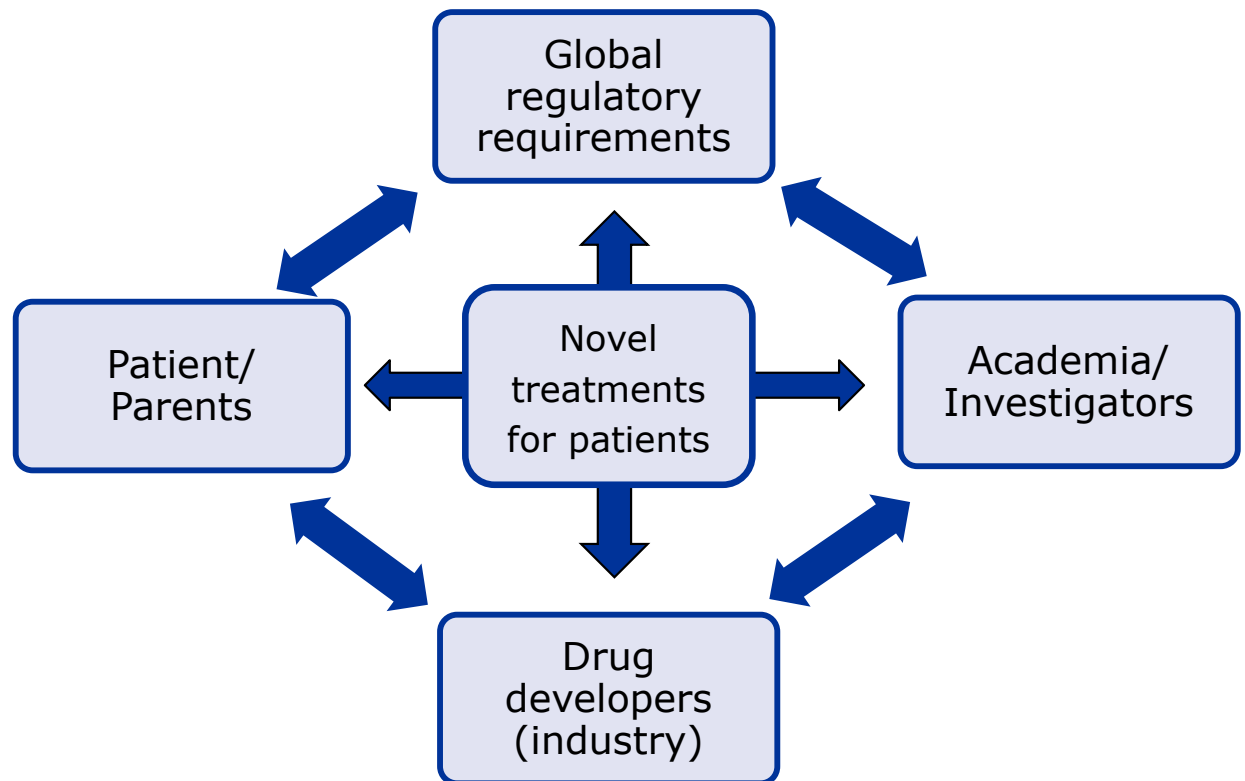 Global
regulatory
requirements
Patient/
Parents
Novel
treatments
for patients
Academia/
Investigators
Drug
developers
(industry)